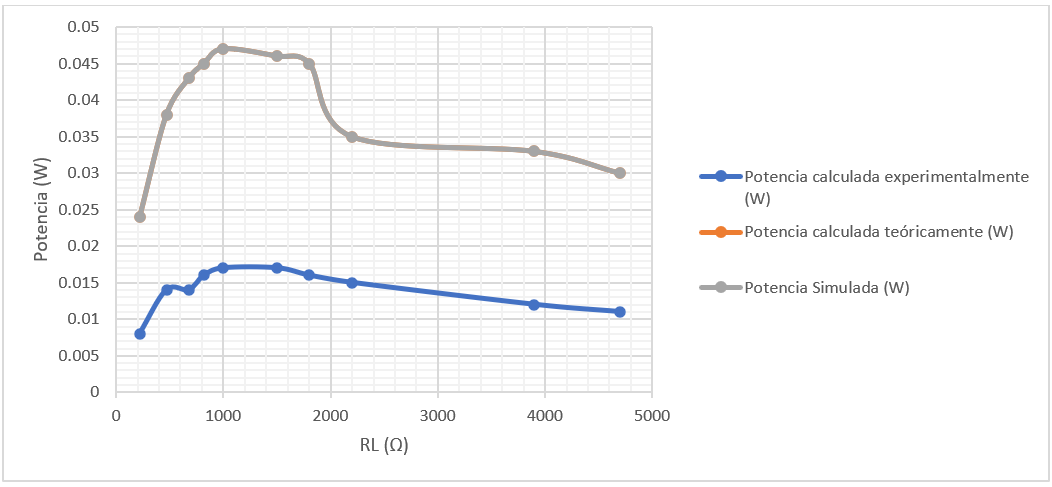 0.05
0.045
0.04
0.035
0.03
0.025
0.02
0.015
0.01
0.005
0
Potencia (W)
0 1000 2000 3000 4000 5000
RL (Ω)
Potencia calculada experimentalmente
(W)
Potencia calculada teóricamente (W)
Potencia Simulada (W)